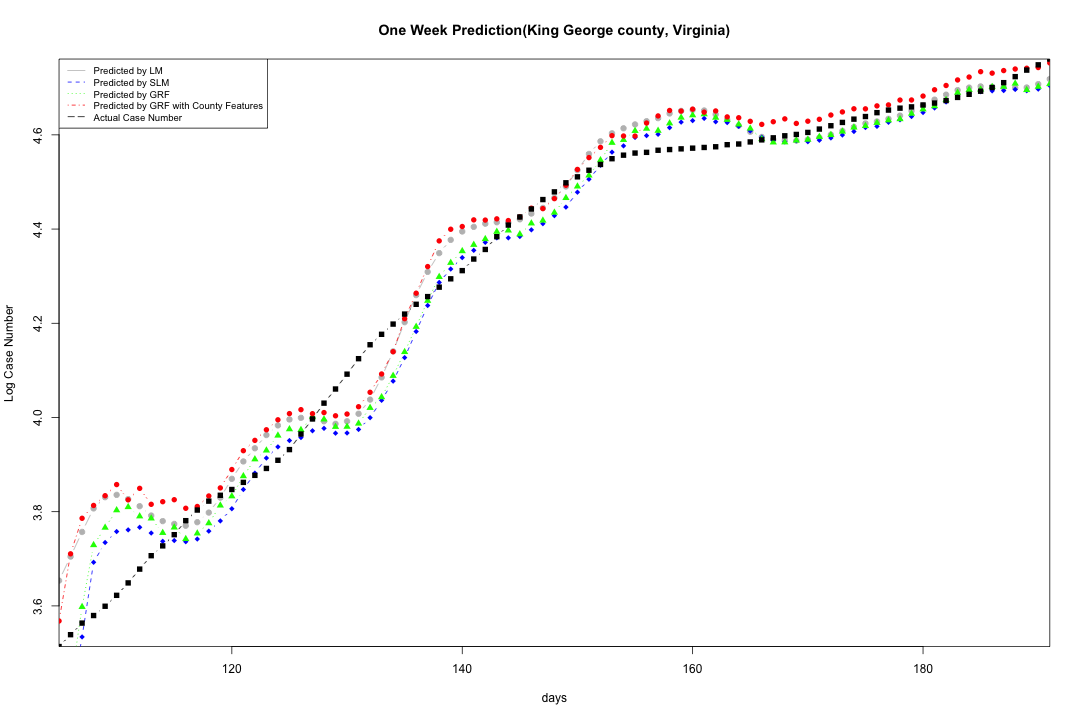 One Week Prediction(King George county, Virginia)
Predicted by LM
Predicted by SLM
Predicted by GRF
Predicted by GRF with County Features
Actual Case Number
Log Case Number
4.6
4.4
4.2
4.0
3.8
3.6
120 140 160 180
days